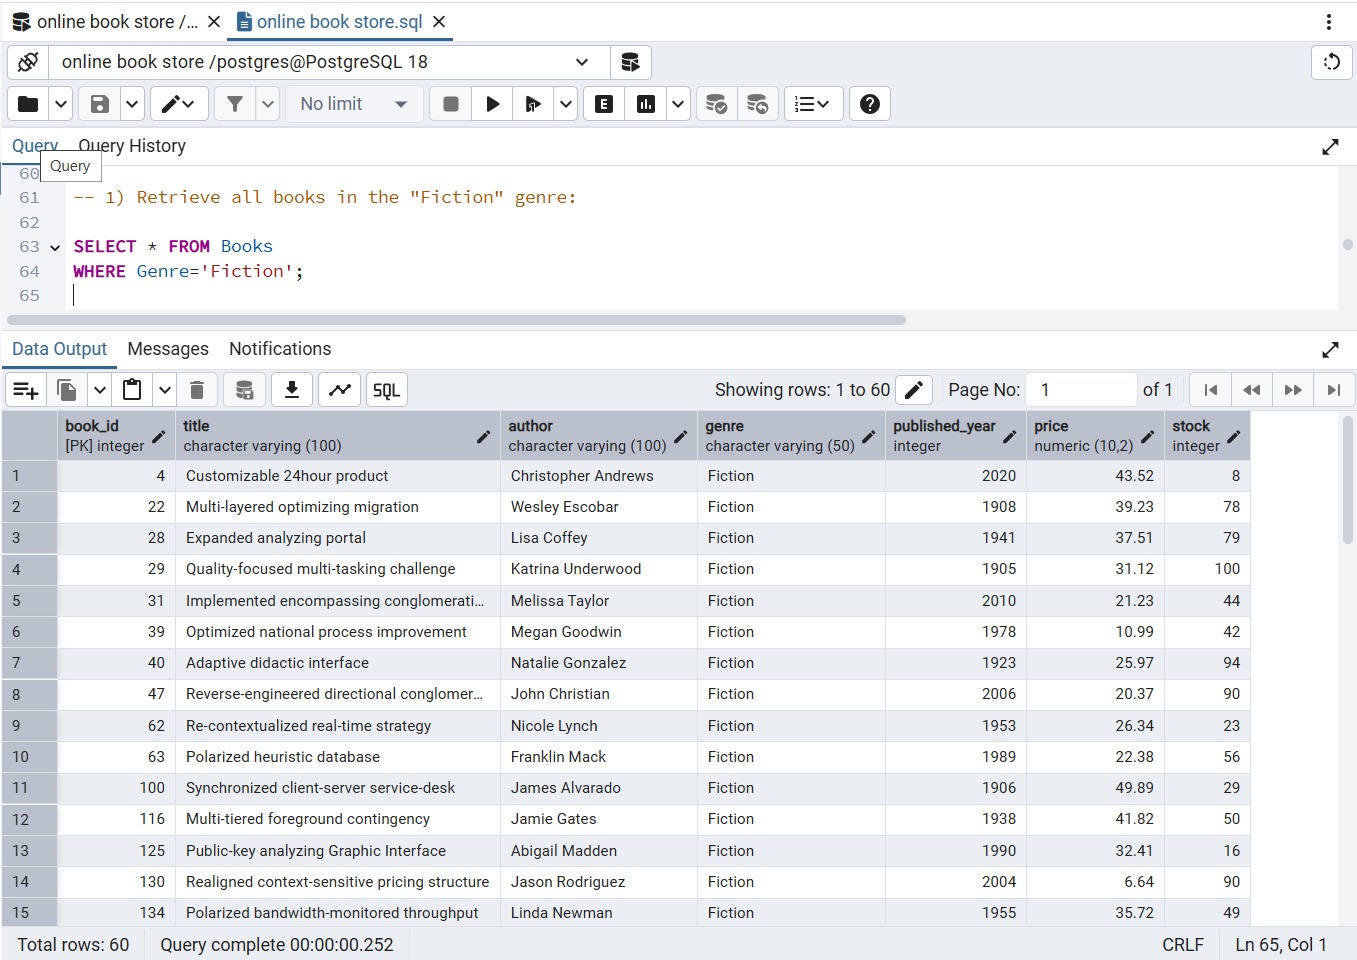 online book store /... online book store.sql
online book store /postgres@PostgreSQL 18
No limit
Query Query History
Query
60
61 -- 1) Retrieve all books in the "Fiction" genre:
62
63 SELECT * FROM Books
64 WHERE Genre='Fiction';
65
Data Output Messages Notifications
SQL Showing rows: 1 to 60 Page No: 1 of 1
book_id title author genre published_year price stock
[PK] integer character varying (100) character varying (100) character varying (50) integer numeric (10,2) integer
1 4 Customizable 24hour product Christopher Andrews Fiction 2020 43.52 8
2 22 Multi-layered optimizing migration Wesley Escobar Fiction 1908 39.23 78
3 28 Expanded analyzing portal Lisa Coffey Fiction 1941 37.51 79
4 29 Quality-focused multi-tasking challenge Katrina Underwood Fiction 1905 31.12 100
5 31 Implemented encompassing conglomerati... Melissa Taylor Fiction 2010 21.23 44
6 39 Optimized national process improvement Megan Goodwin Fiction 1978 10.99 42
7 40 Adaptive didactic interface Natalie Gonzalez Fiction 1923 25.97 94
8 47 Reverse-engineered directional conglomer... John Christian Fiction 2006 20.37 90
9 62 Re-contextualized real-time strategy Nicole Lynch Fiction 1953 26.34 23
10 63 Polarized heuristic database Franklin Mack Fiction 1989 22.38 56
11 100 Synchronized client-server service-desk James Alvarado Fiction 1906 49.89 29
12 116 Multi-tiered foreground contingency Jamie Gates Fiction 1938 41.82 50
13 125 Public-key analyzing Graphic Interface Abigail Madden Fiction 1990 32.41 16
14 130 Realigned context-sensitive pricing structure Jason Rodriguez Fiction 2004 6.64 90
15 134 Polarized bandwidth-monitored throughput Linda Newman Fiction 1955 35.72 49
Total rows: 60 Query complete 00:00:00.252 CRLF Ln 65, Col 1